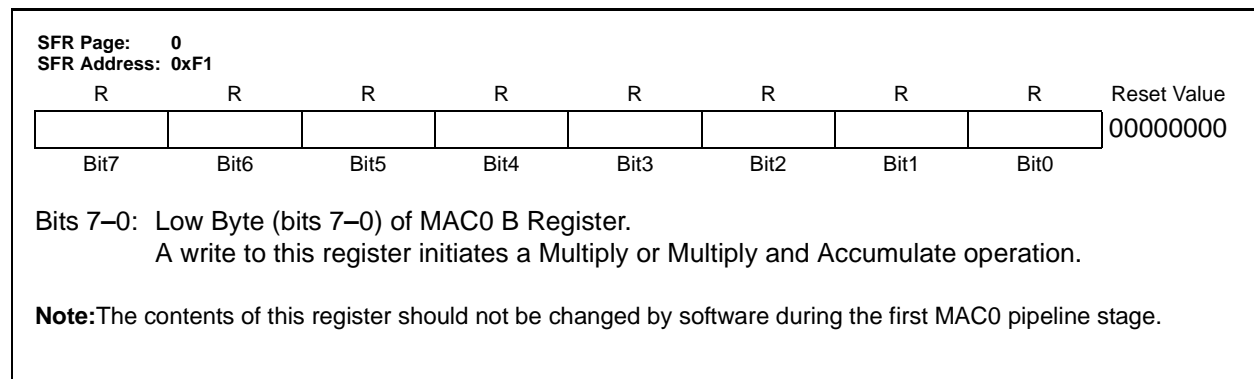 SFR Page: 0
SFR Address: 0xF1
R R R R R R R R Reset Value
00000000
Bit7 Bit6 Bit5 Bit4 Bit3 Bit2 Bit1 Bit0
Bits 7–0: Low Byte (bits 7–0) of MAC0 B Register.
A write to this register initiates a Multiply or Multiply and Accumulate operation.
Note:The contents of this register should not be changed by software during the first MAC0 pipeline stage.